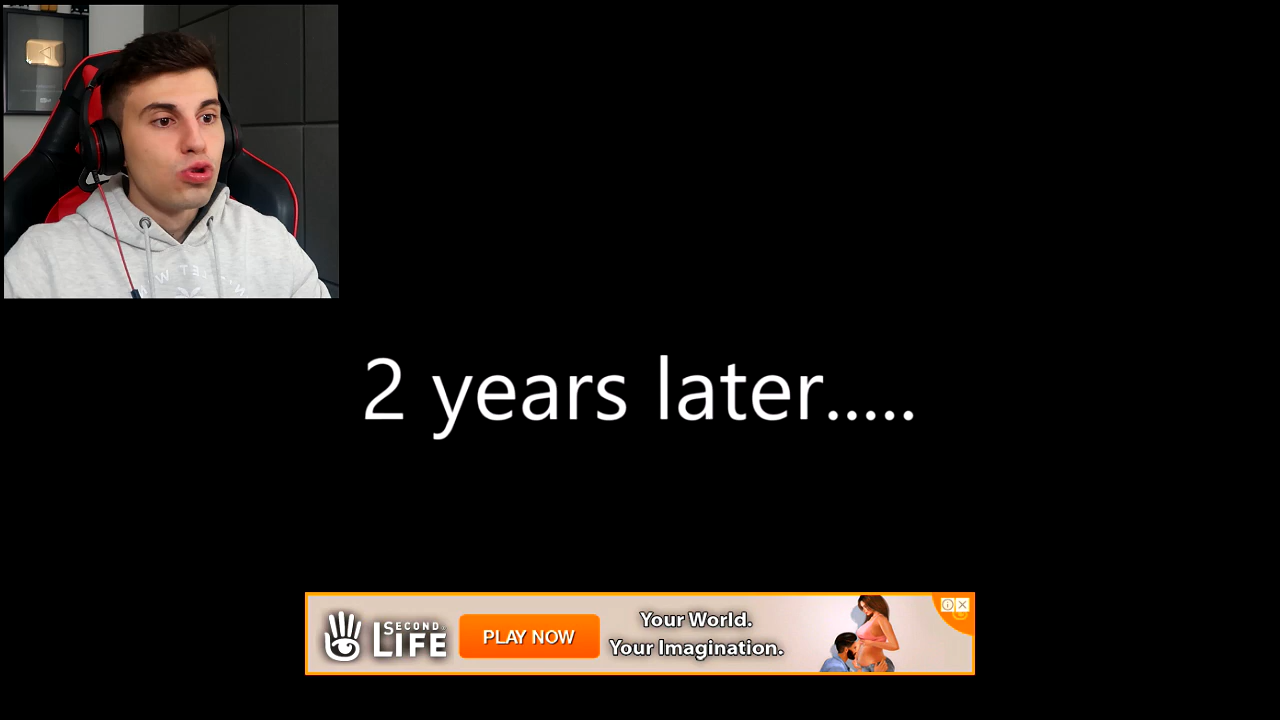 2 years later.....
SECOND
LIFE
PLAY NOW
Your World.
Your Imagination.